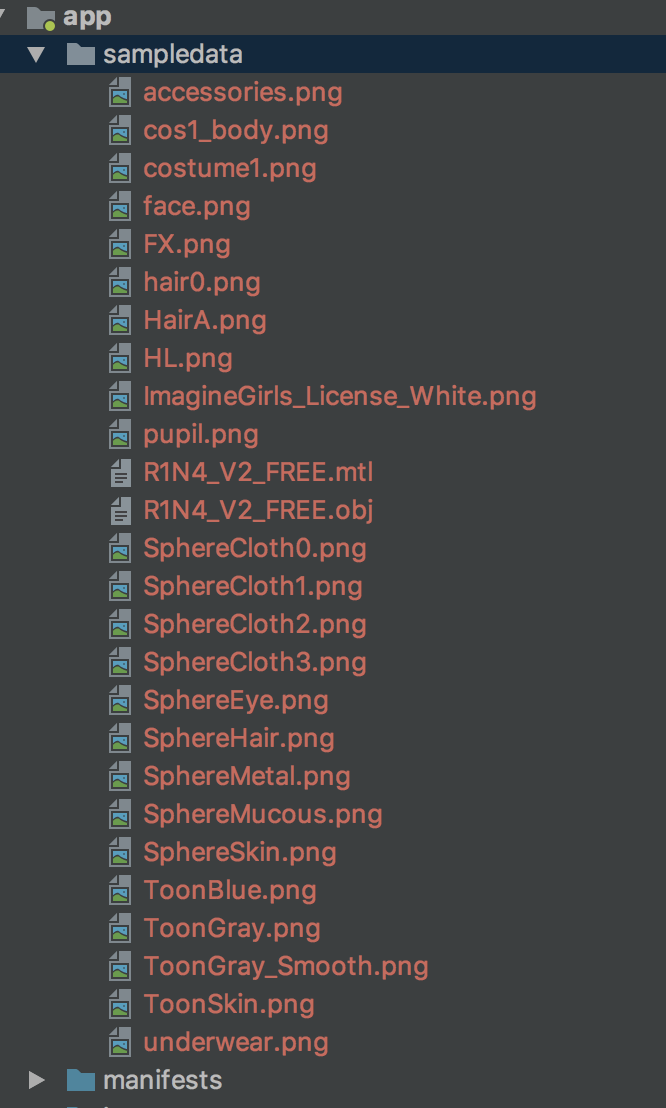 app
sampledata
accessories.png
cos1_body.png
costume1.png
face.png
FX.png
hair0.png
HairA.png
HL.png
ImagineGirls_License_White.png
pupil.png
R1N4_V2_FREE.mtl
R1N4_V2_FREE.obj
SphereCloth0.png
SphereCloth1.png
SphereCloth2.png
SphereCloth3.png
SphereEye.png
SphereHair.png
SphereMetal.png
SphereMucous.png
SphereSkin.png
ToonBlue.png
ToonGray.png
ToonGray_Smooth.png
ToonSkin.png
underwear.png
manifests